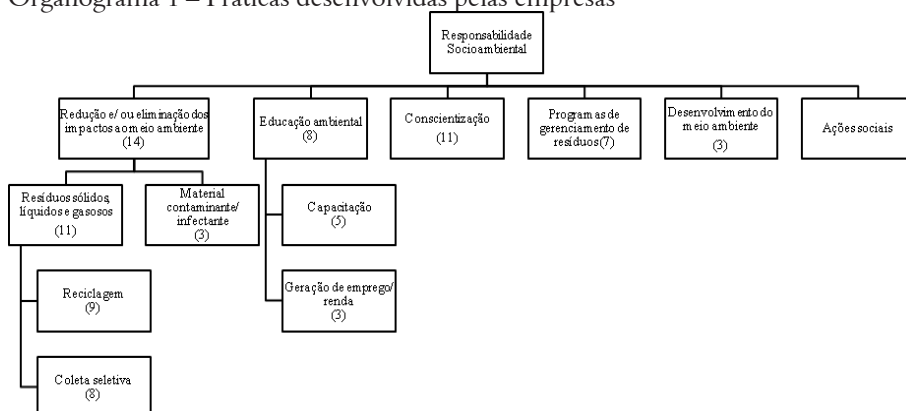 Organograma 1 – Práticas desenvolvidas pelas empresas
Responsabilidade
Socioambiental
Redução e/ ou eliminação dos
impactos ao meio ambiente
(14)
Educação ambiental
(8)
Conscientização
(11)
Programas de
gerenciamento de
resíduos(7)
Desenvolvimento do
meio ambiente
(3)
Ações sociais
Resíduos sólidos,
líquidos e gasosos
(11)
Material
contaminante/
infectante
(3)
Capacitação
(5)
Reciclagem
(9)
Geração de emprego/
renda
(3)
Coleta seletiva
(8)